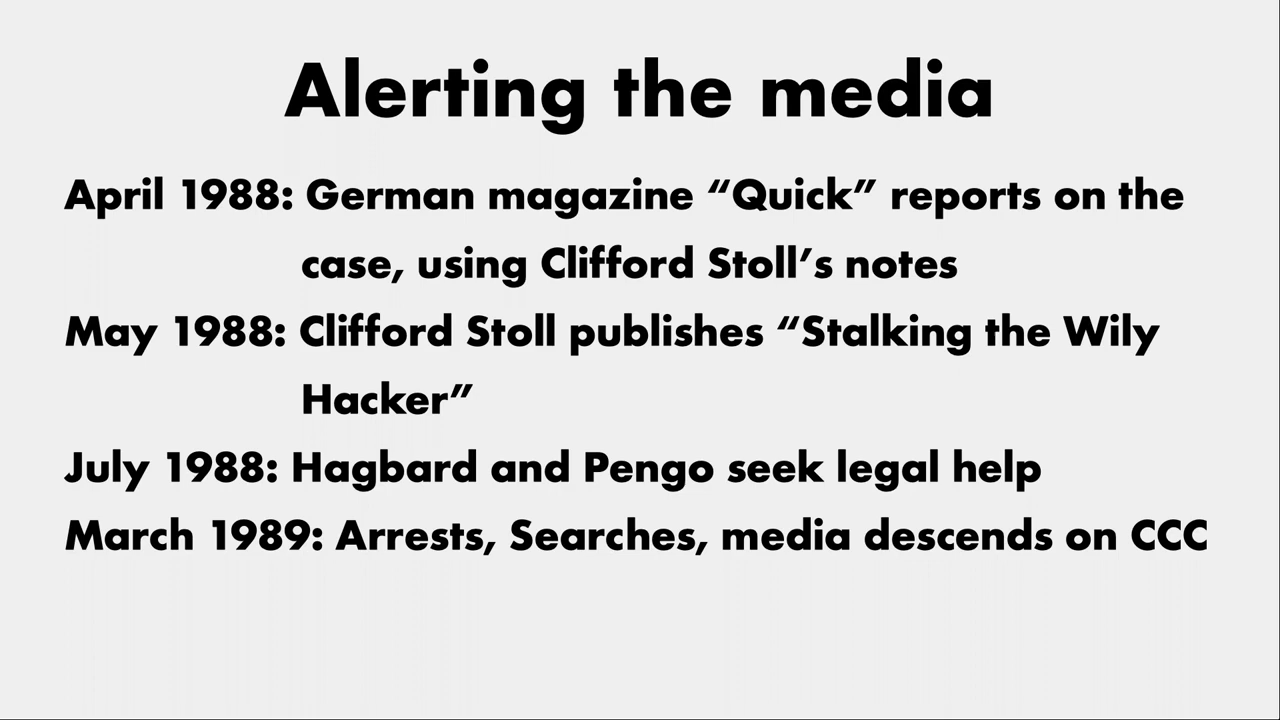 Alerting the media
April 1988: German magazine “Quick” reports on the
case, using Clifford Stoll’s notes
May 1988: Clifford Stoll publishes “Stalking the Wily
Hacker”
July 1988: Hagbard and Pengo seek legal help
March 1989: Arrests, Searches, media descends on CCC